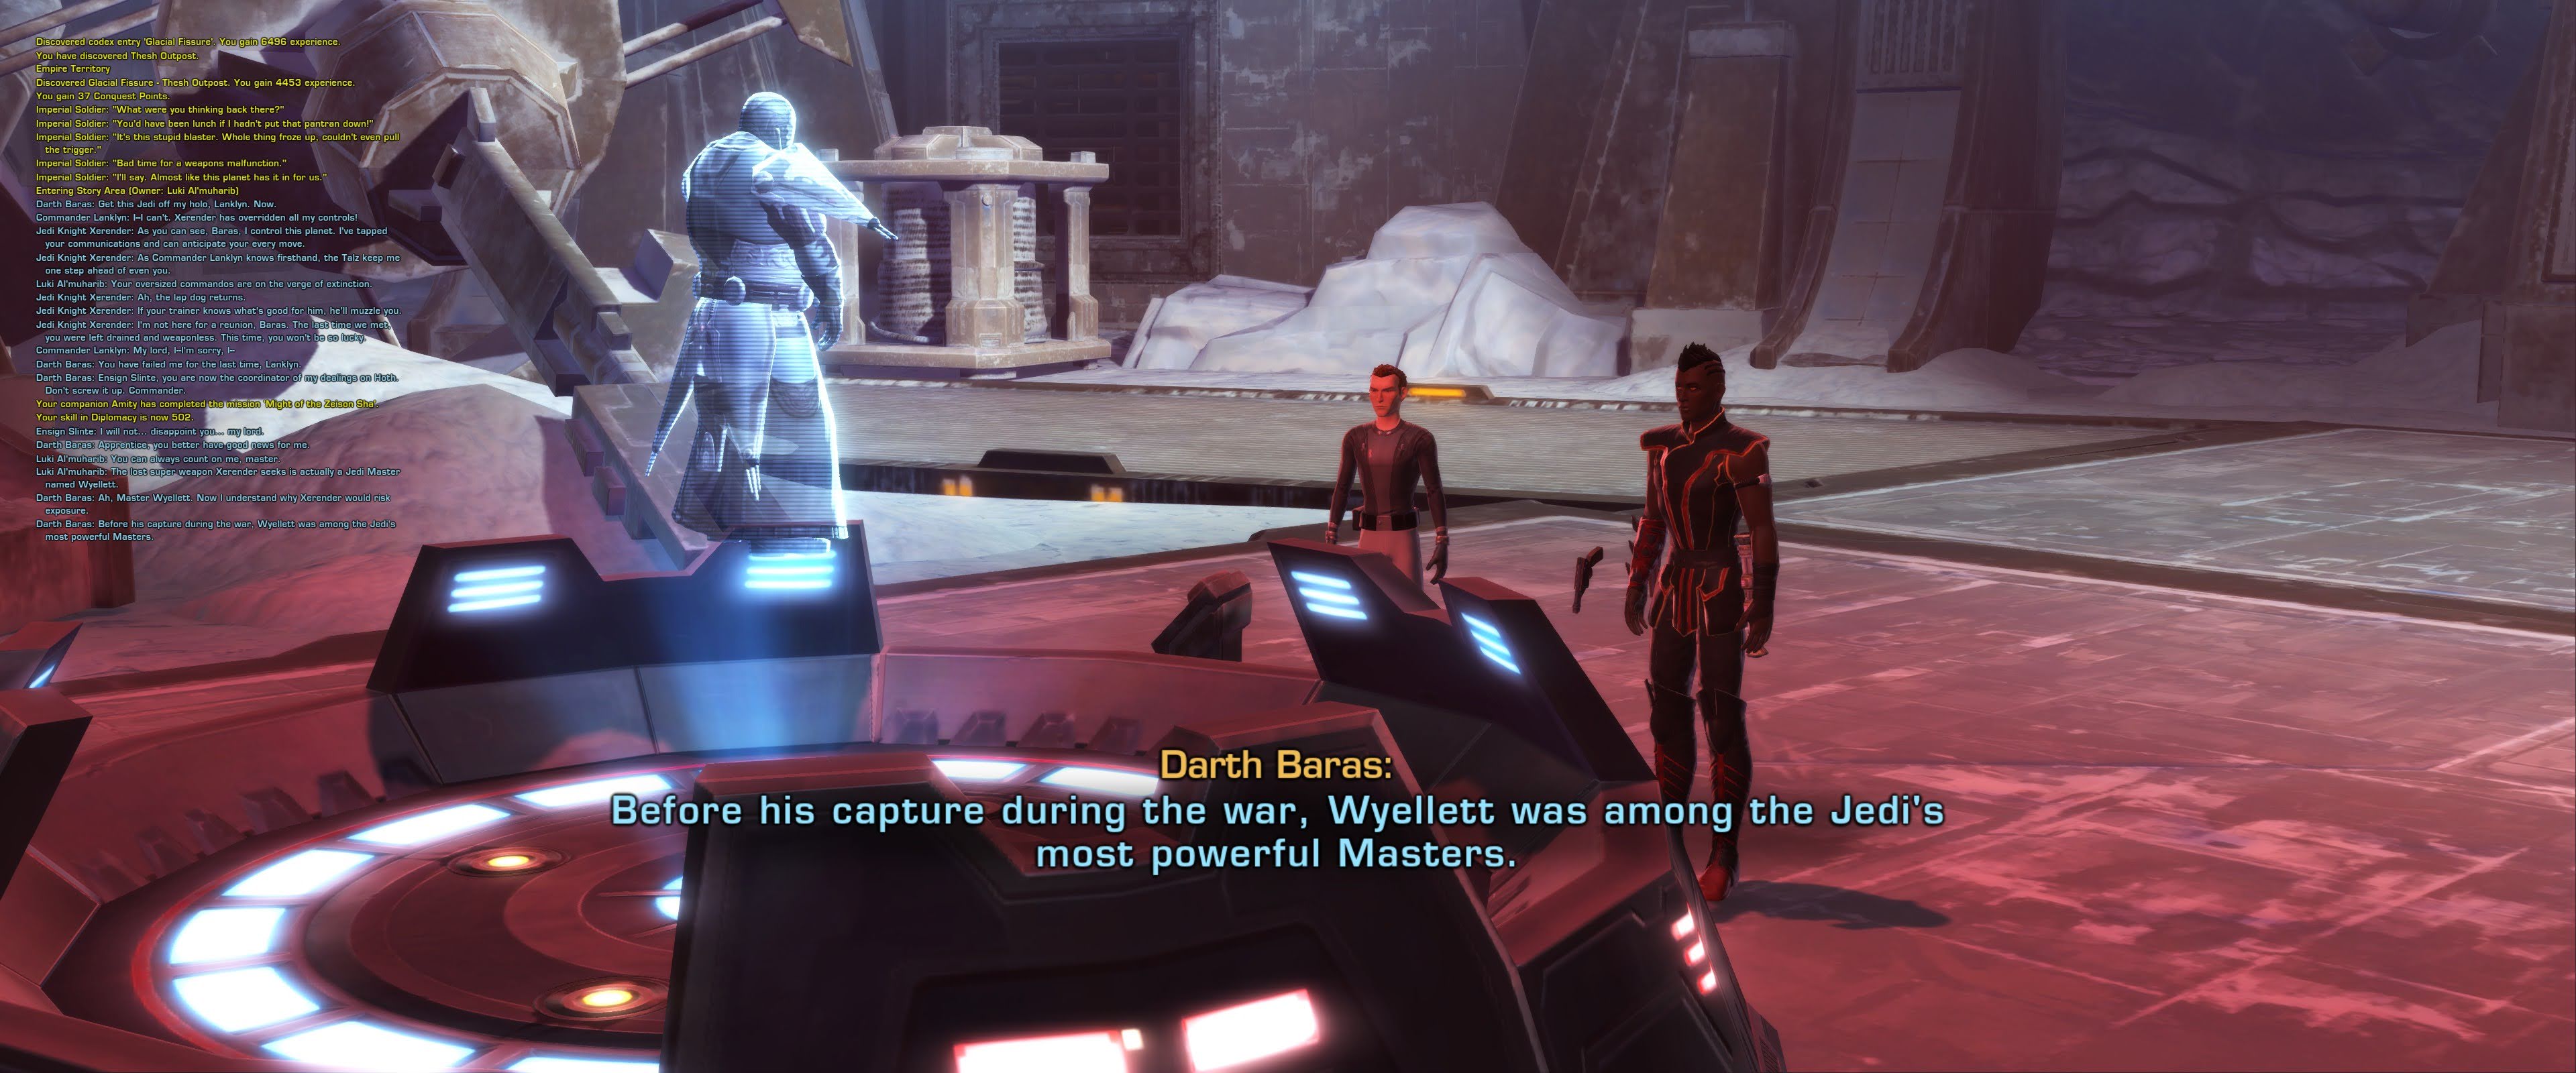 Discovered codex entry 'Glacial Fissure'. You gain 6496 experience.
You have discovered Thesh Outpost.
Empire Territory
Discovered Glacial Fissure - Thesh Outpost. You gain 4453 experience.
You gain 37 Conquest Points.
Imperial Soldier: "What were you thinking back there?"
Imperial Soldier: "You'd have been lunch if I hadn't put that pantran down!"
Imperial Soldier: "It's this stupid blaster. Whole thing froze up, couldn't even pull
the trigger."
Imperial Soldier: "Bad time for a weapons malfunction."
Imperial Soldier: "I'll say. Almost like this planet has it in for us."
Entering Story Area (Owner: Luki Al'muharib)
Darth Baras: Get this Jedi off my holo, Lanklyn. Now.
Commander Lanklyn: I–I can't. Xerender has overridden all my controls!
Jedi Knight Xerender: As you can see, Baras, I control this planet. I've tapped
your communications and can anticipate your every move.
Jedi Knight Xerender: As Commander Lanklyn knows firsthand, the Talz keep me
one step ahead of even you.
Luki Al'muharib: Your oversized commandos are on the verge of extinction.
Jedi Knight Xerender: Ah, the lap dog returns.
Jedi Knight Xerender: If your trainer knows what's good for him, he'll muzzle you.
Jedi Knight Xerender: I'm not here for a reunion, Baras. The last time we met,
you were left drained and weaponless. This time, you won't be so lucky.
Commander Lanklyn: My lord, I–I'm sorry, I–
Darth Baras: You have failed me for the last time, Lanklyn.
Darth Baras: Ensign Slinte, you are now the coordinator of my dealings on Hoth.
Don't screw it up. Commander.
Your companion Amity has completed the mission 'Might of the Zeison Sha'.
Your skill in Diplomacy is now 502.
Ensign Slinte: I will not... disappoint you... my lord.
Darth Baras: Apprentice, you better have good news for me.
Luki Al'muharib: You can always count on me, master.
Luki Al'muharib: The lost super weapon Xerender seeks is actually a Jedi Master
named Wyellett.
Darth Baras: Ah, Master Wyellett. Now I understand why Xerender would risk
exposure.
Darth Baras: Before his capture during the war, Wyellett was among the Jedi's
most powerful Masters.
Darth Baras:
Before his capture during the war, Wyellett was among the Jedi's
most powerful Masters.